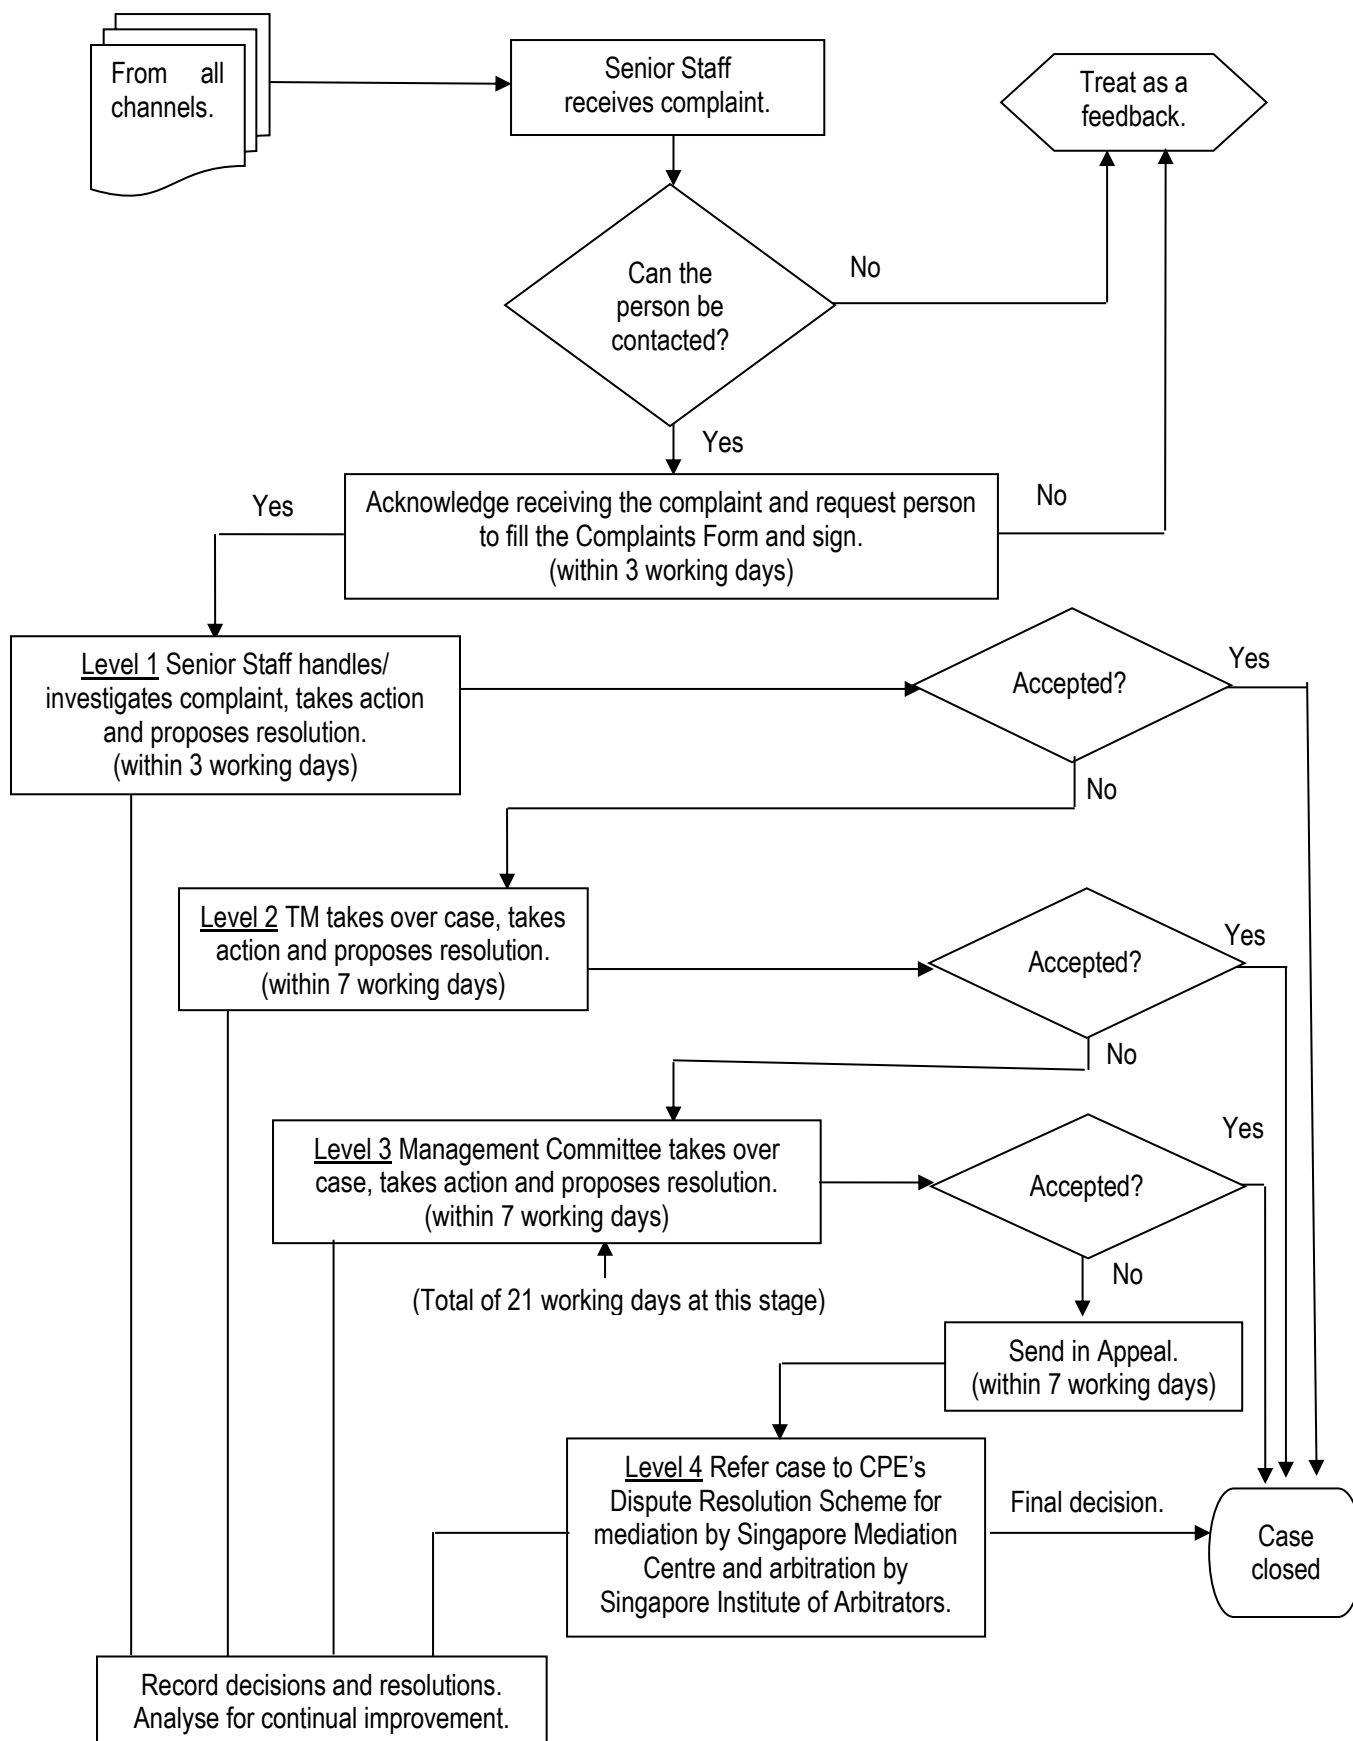 From all
channels.
Senior Staff
receives complaint.
Treat as a
feedback.
Can the
person be
contacted?
No
Yes
Acknowledge receiving the complaint and request person
to fill the Complaints Form and sign.
(within 3 working days)
Yes
No
Level 1 Senior Staff handles/
investigates complaint, takes action
and proposes resolution.
(within 3 working days)
Accepted?
Yes
No
Level 2 TM takes over case, takes
action and proposes resolution.
(within 7 working days)
Accepted?
Yes
No
Level 3 Management Committee takes over
case, takes action and proposes resolution.
(within 7 working days)
Accepted?
Yes
No
(Total of 21 working days at this stage)
Send in Appeal.
(within 7 working days)
Level 4 Refer case to CPE’s
Dispute Resolution Scheme for
mediation by Singapore Mediation
Centre and arbitration by
Singapore Institute of Arbitrators.
Final decision.
Case
closed
Record decisions and resolutions.
Analyse for continual improvement.